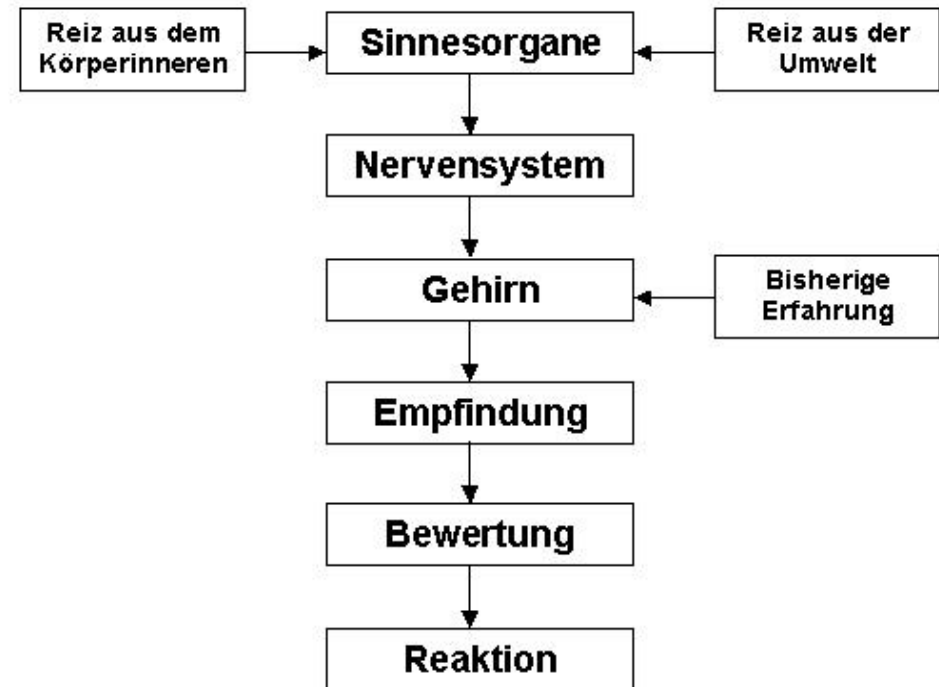 Reiz aus dem
Körperinneren
Sinnesorgane
Reiz aus der
Umwelt
Nervensystem
Gehirn
Bisherige
Erfahrung
Empfindung
Bewertung
Reaktion